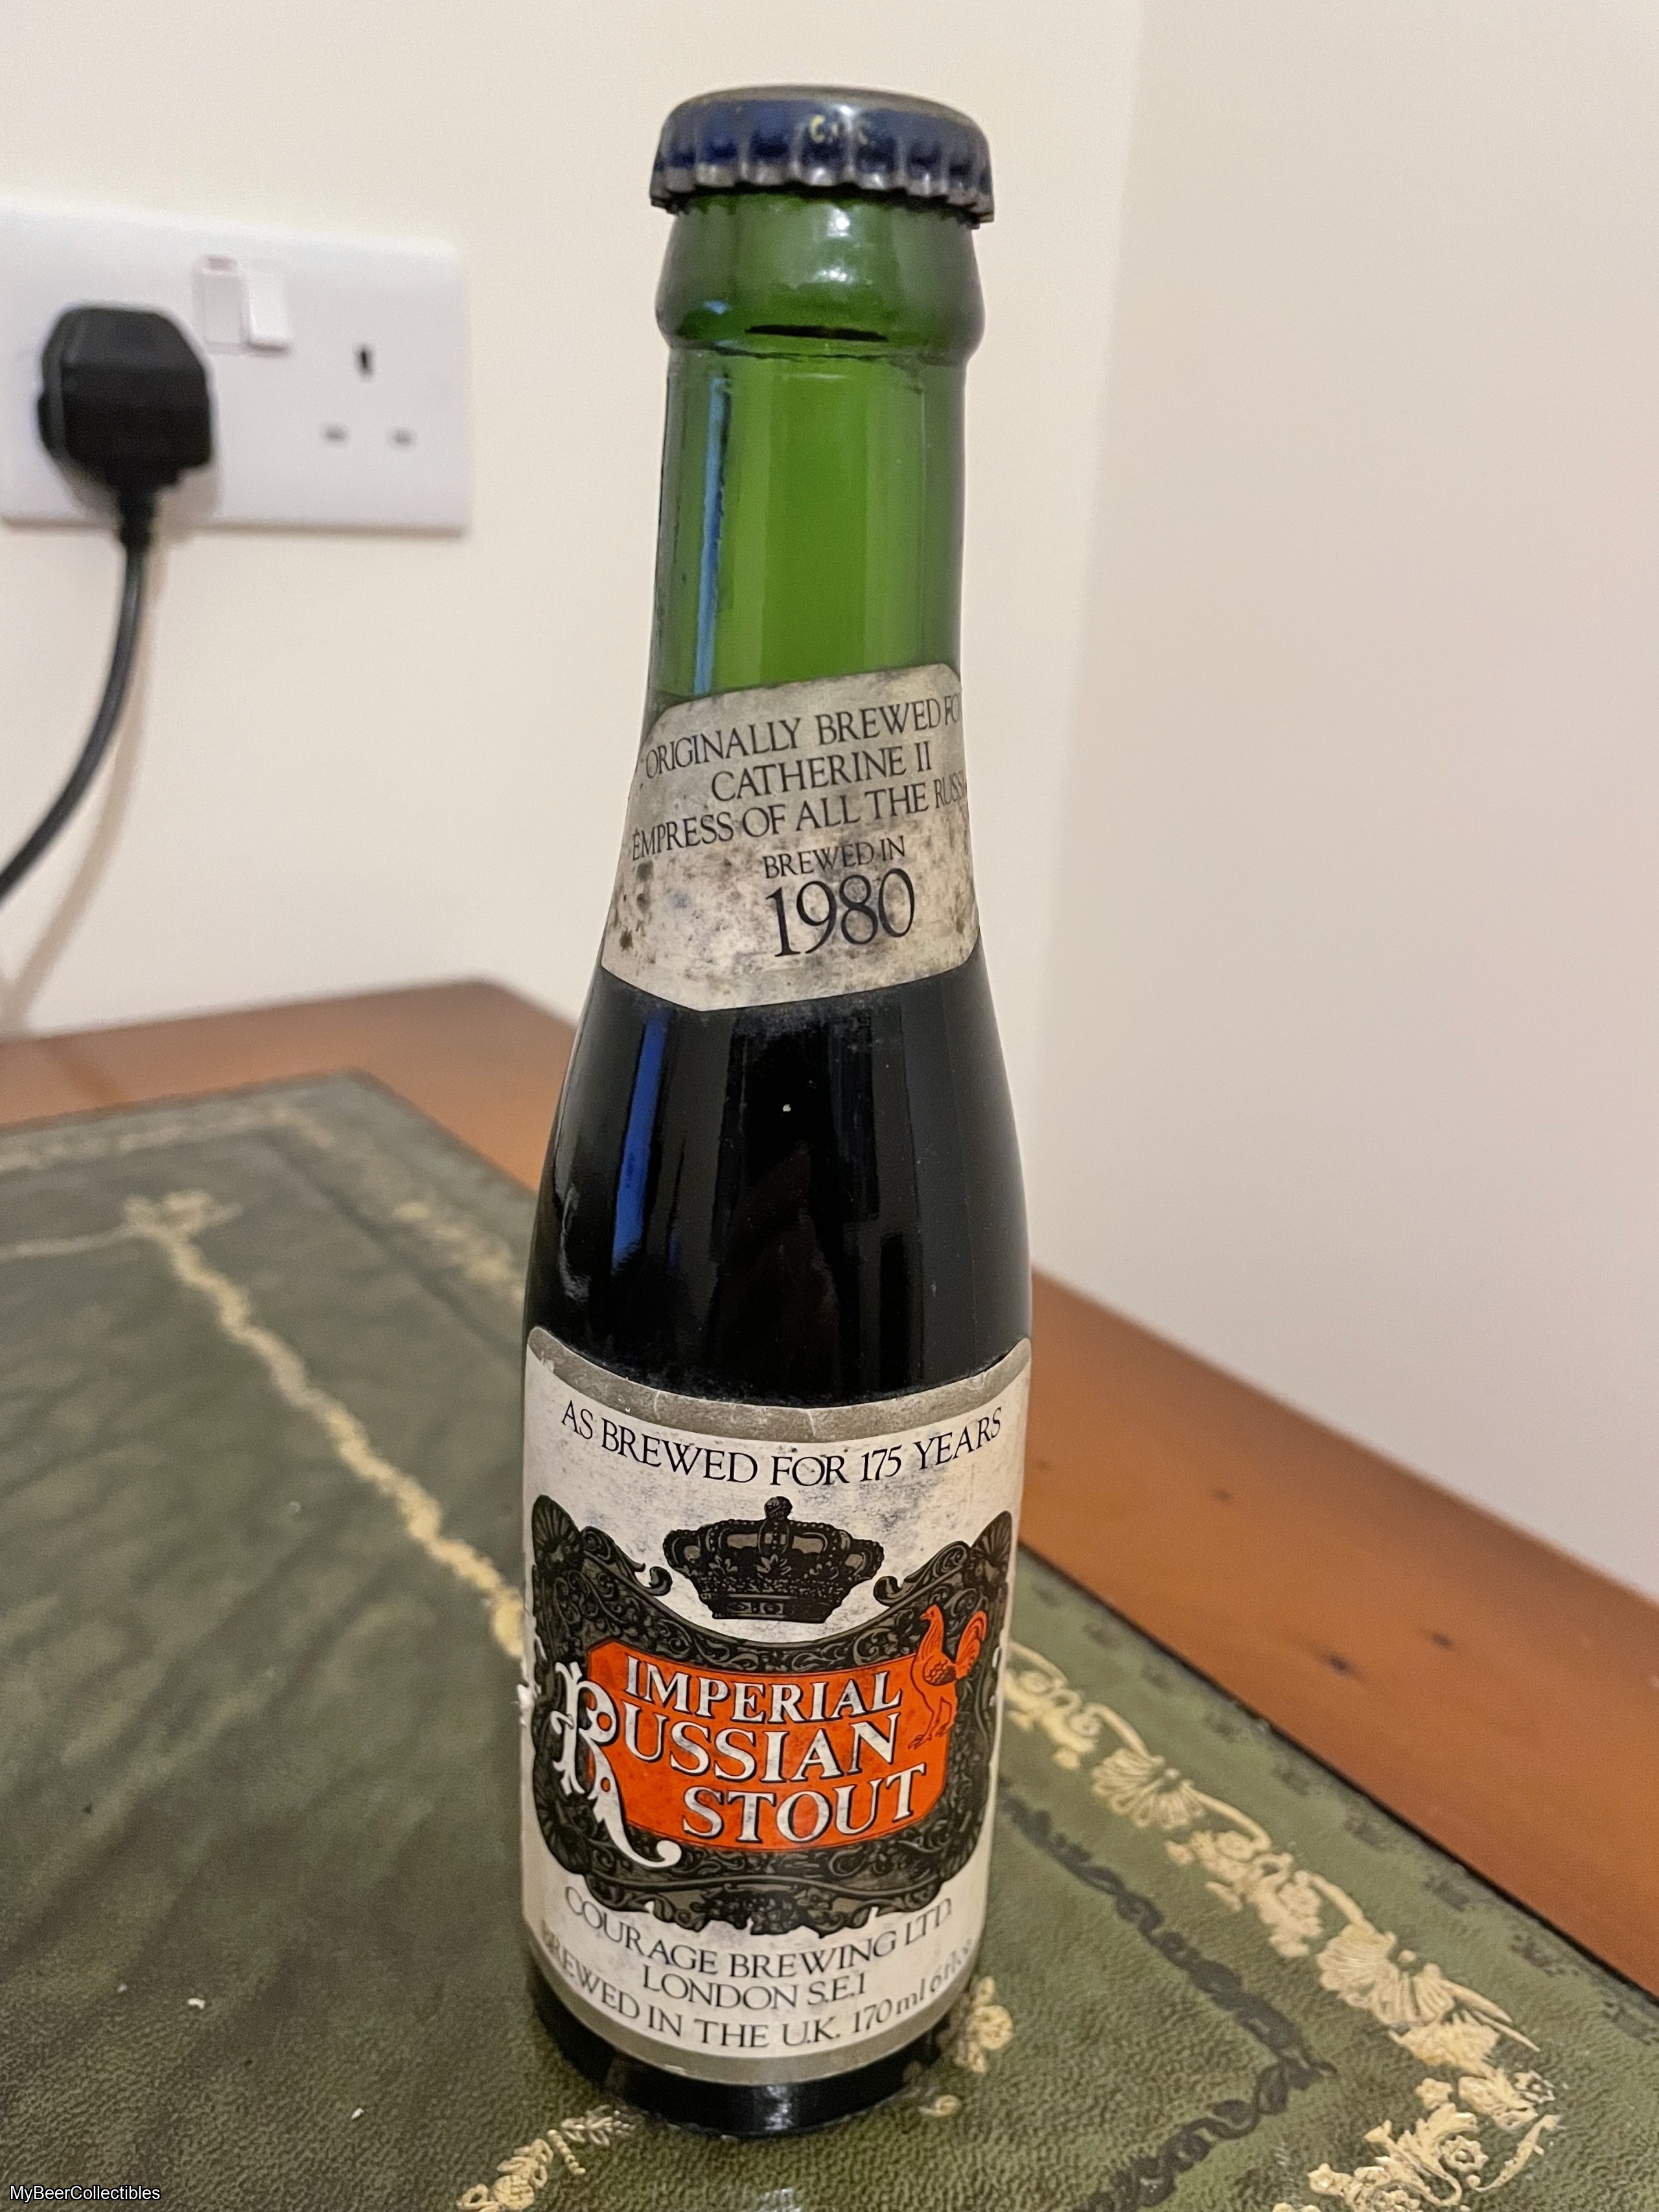 ORIGINALLY BREWED
CATHERINE II
EMPRESS OF ALL THE
BREWED IN
1980
AS BREWED FOR 175 YEARS
IMPERIAL
RUSSIAN
STOUT
COURAGE BREWING LTD.
LONDON S.E.1
BREWED IN THE U.K. 170 ml
MyBeerCollectibles